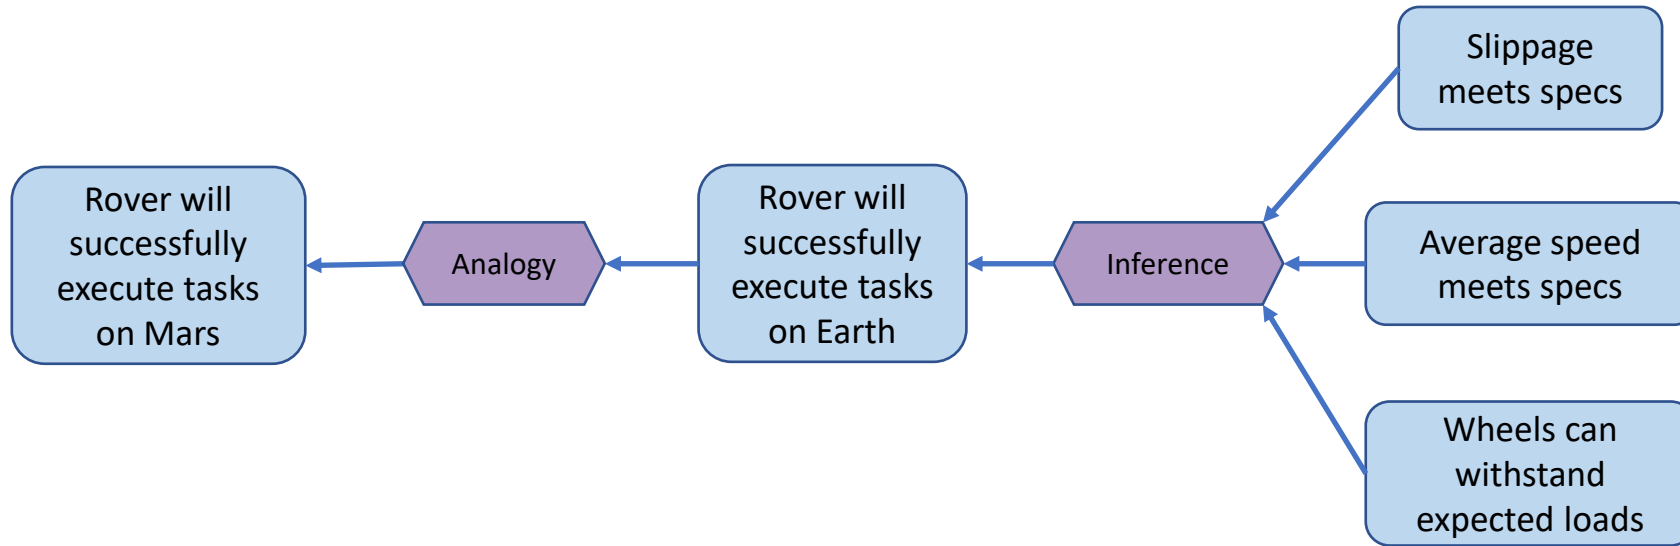 Rover will
successfully
execute tasks
on Mars
Analogy
Rover will
successfully
execute tasks
on Earth
Inference
Slippage
meets specs
Average speed
meets specs
Wheels can
withstand
expected loads